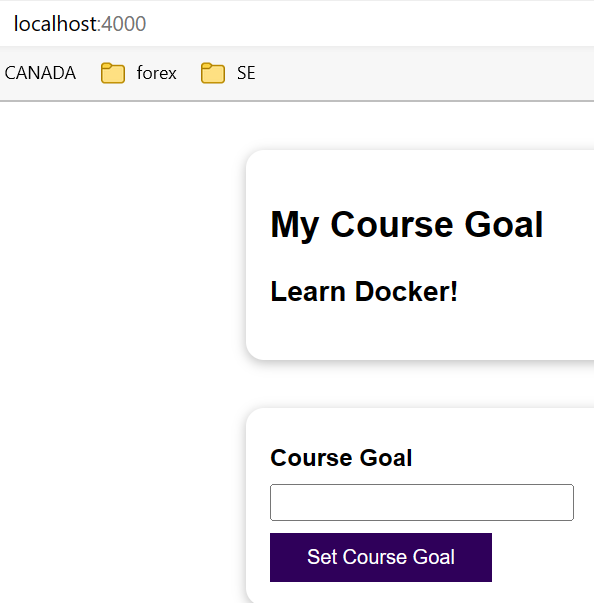 localhost:4000
CANADA forex SE
My Course Goal
Learn Docker!
Course Goal
Set Course Goal